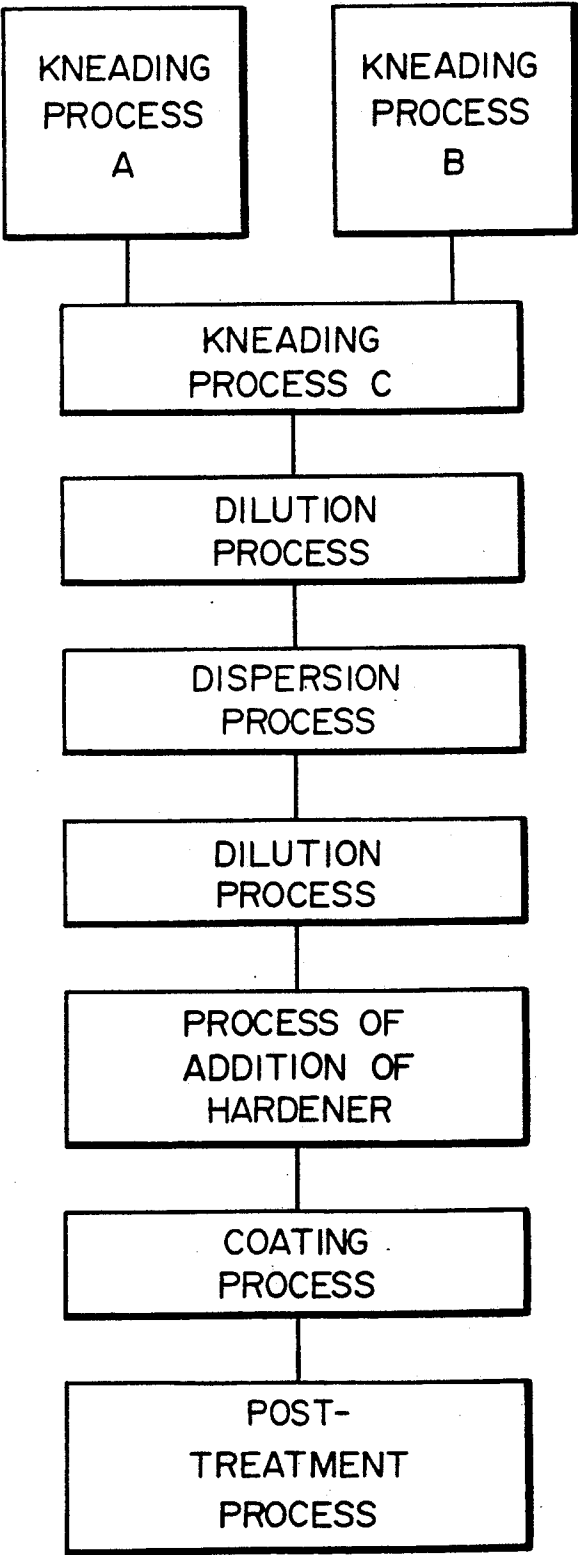 KNEADING
PROCESS
A
KNEADING
PROCESS
B
KNEADING
PROCESS C
DILUTION
PROCESS
DISPERSION
PROCESS
DILUTION
PROCESS
PROCESS OF
ADDITION OF
HARDENER
COATING
PROCESS
POST-
TREATMENT
PROCESS